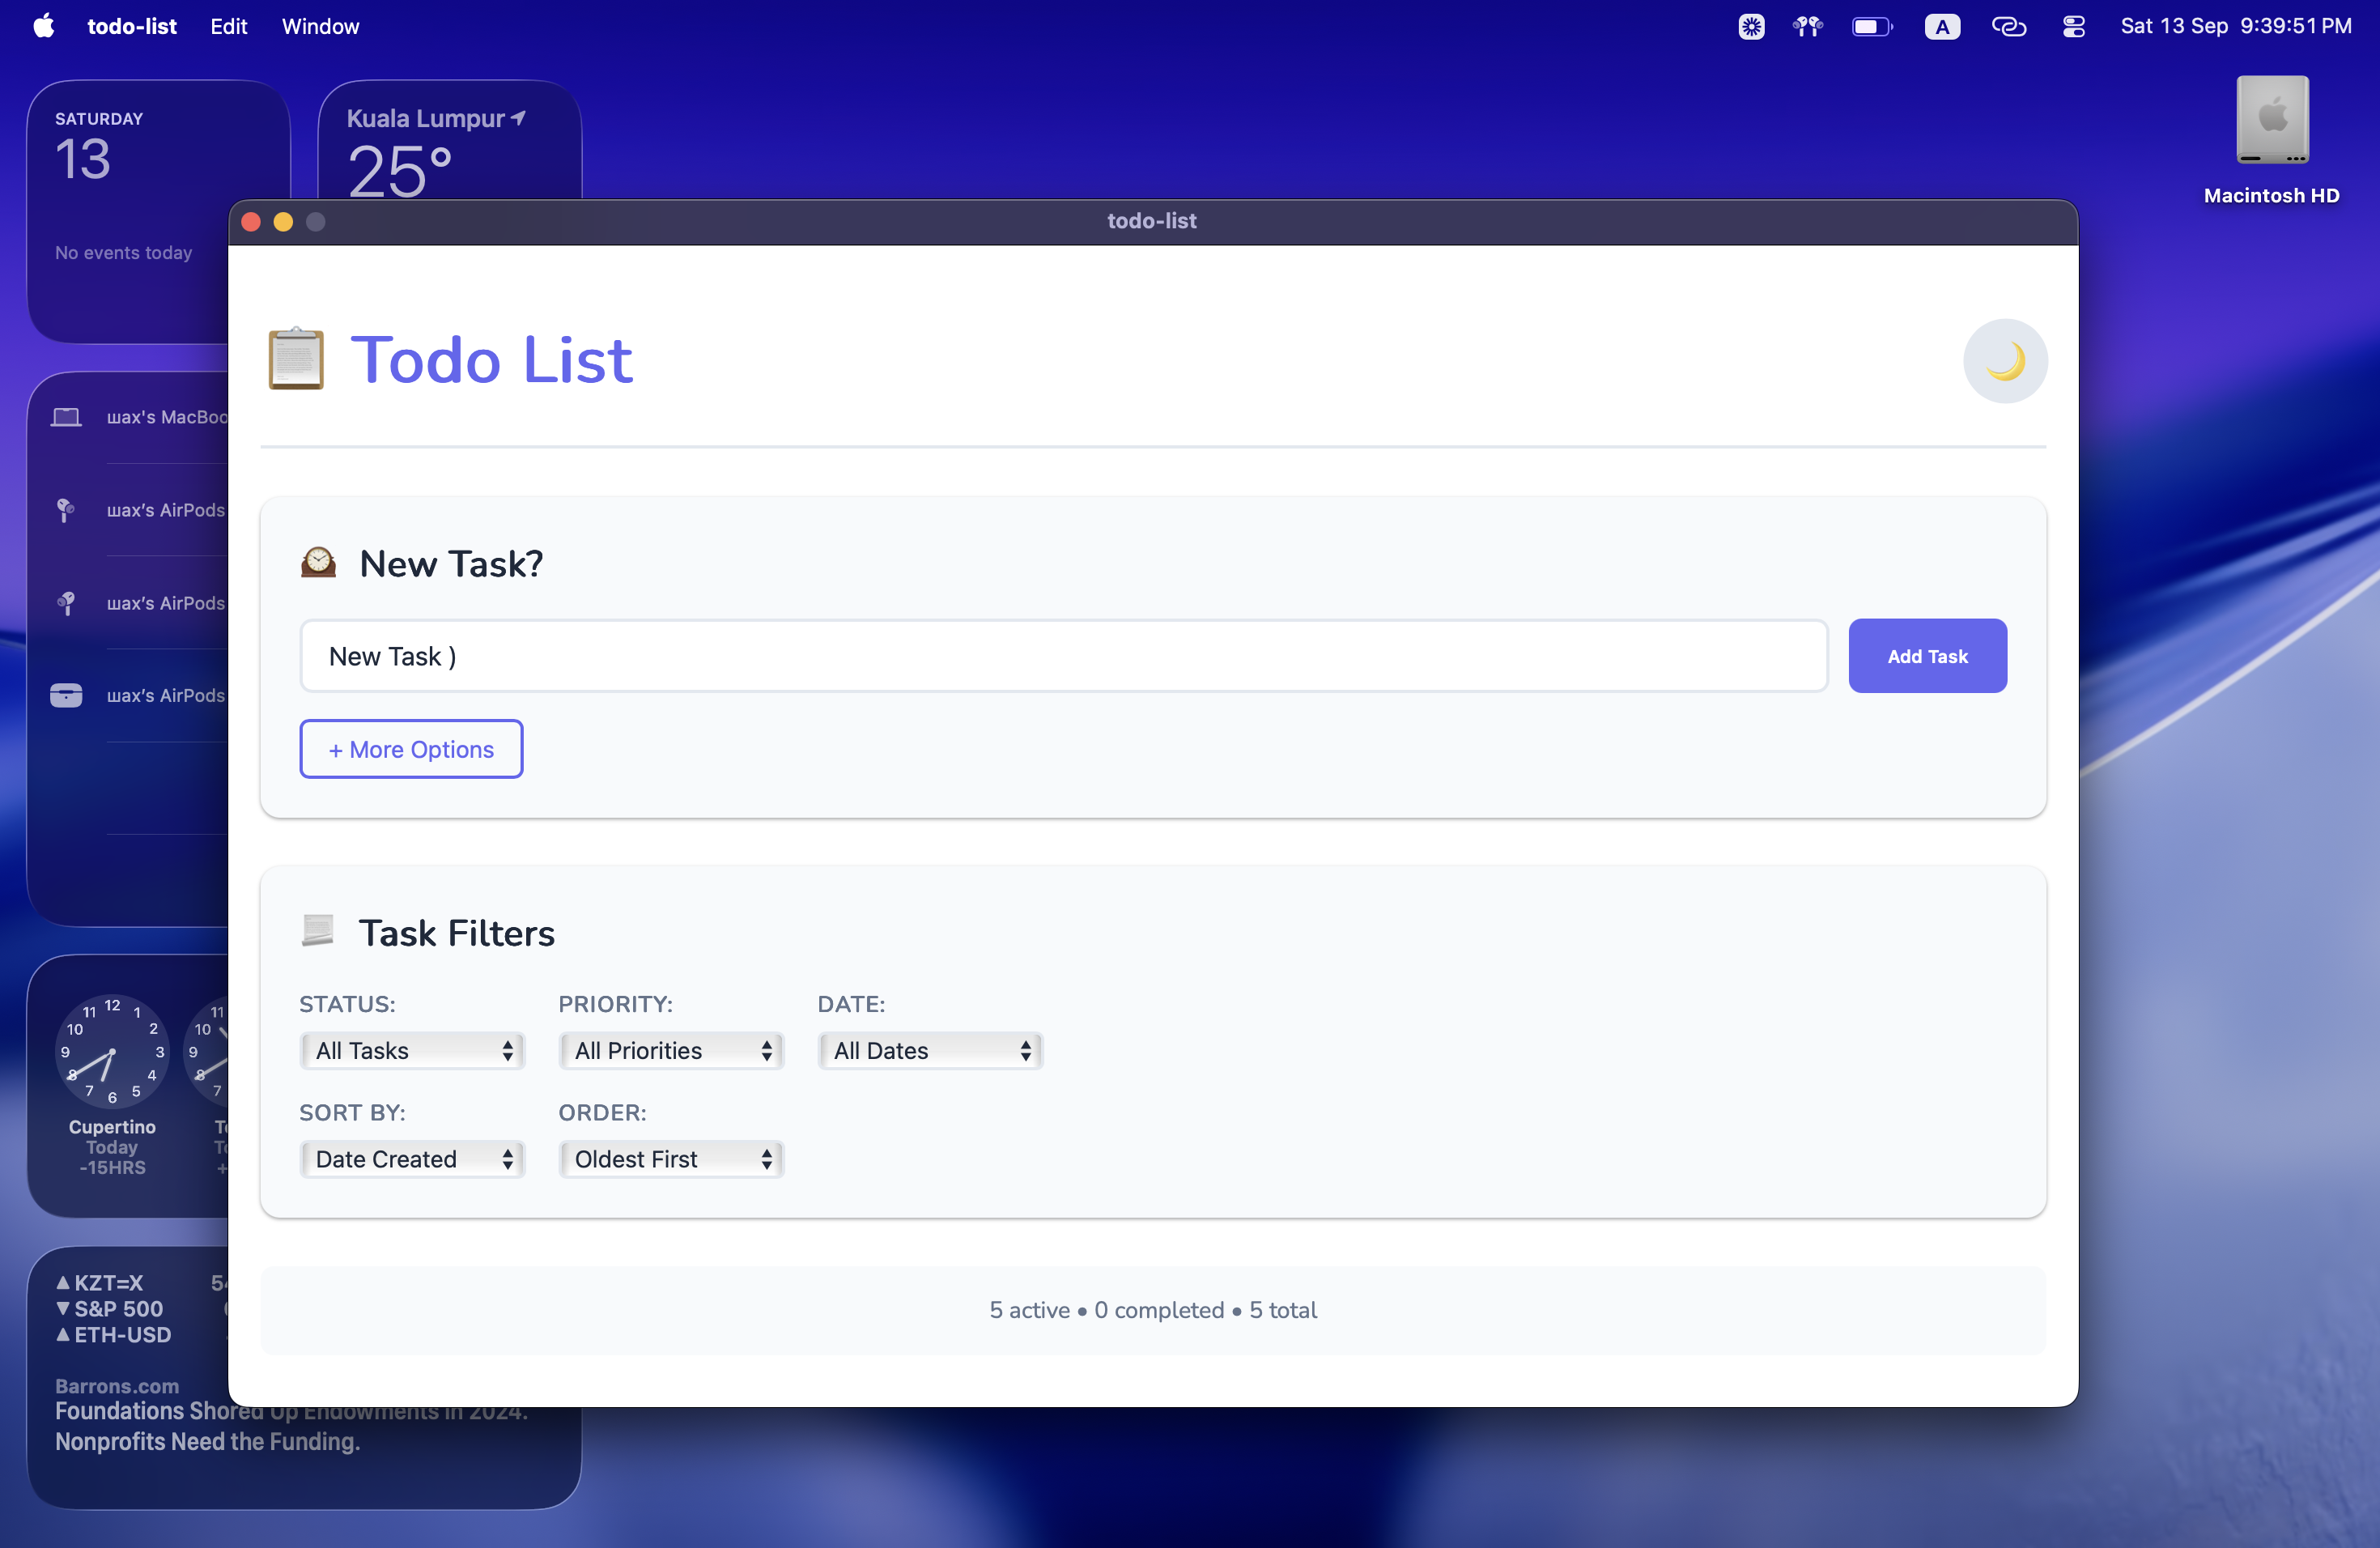 todo-list Edit Window
A Sat 13 Sep 9:39:51 PM
SATURDAY
13
No events today
Kuala Lumpur
25°
Macintosh HD
todo-list
Todo List
New Task?
New Task )
Add Task
+ More Options
Task Filters
STATUS: PRIORITY: DATE:
All Tasks All Priorities All Dates
SORT BY: ORDER:
Date Created Oldest First
5 active • 0 completed • 5 total
шах's MacBoo
шах’s AirPods
шах’s AirPods
шах’s AirPods
12 1 2 3 4 5 6 7 8 9 10 11
11 10 9 8 7
Cupertino
Today
-15HRS
KZT=X
S&P 500
ETH-USD
Barrons.com
Foundations Shored Up Endowments in 2024.
Nonprofits Need the Funding.